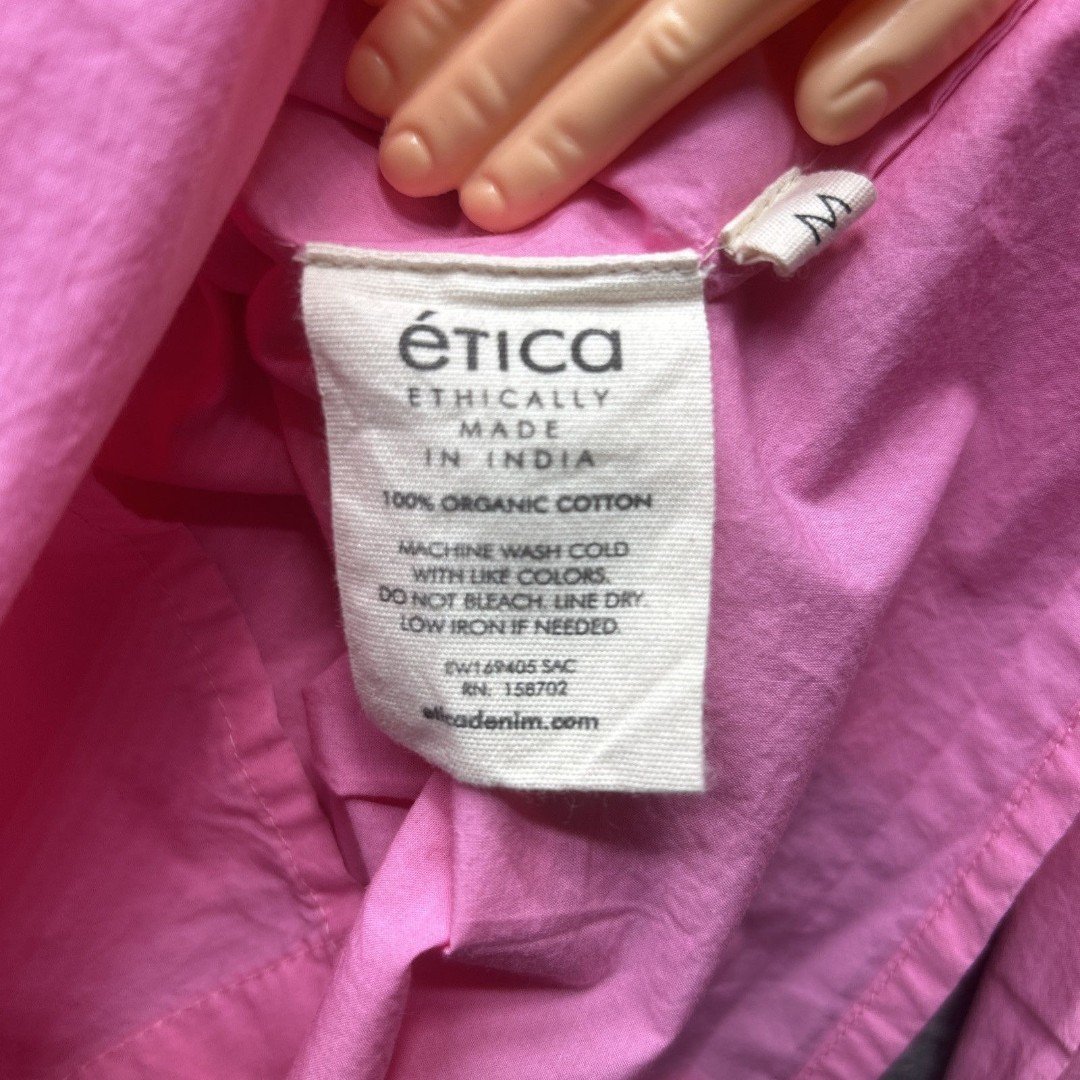 éTICA
ETHICALLY
MADE
IN INDIA
100% ORGANIC COTTON
MACHINE WASH COLD
WITH LIKE COLORS.
DO NOT BLEACH. LINE DRY.
LOW IRON IF NEEDED.
EW169405 SAC
RN. 158702
eticadenim.com
M